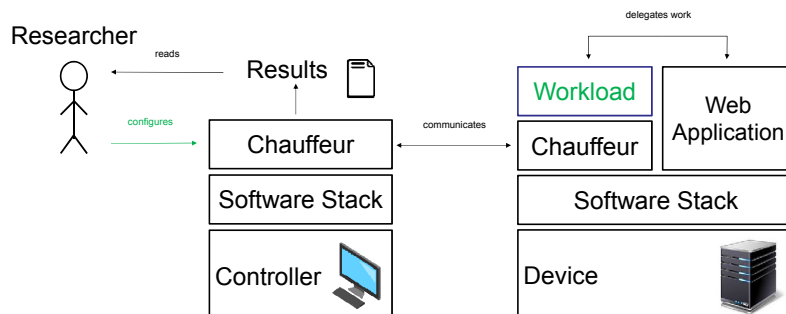 delegates work
Researcher
reads
Results
Workload
Web
Application
configures
communicates
Chauffeur
Chauffeur
Software Stack
Software Stack
Controller
Device